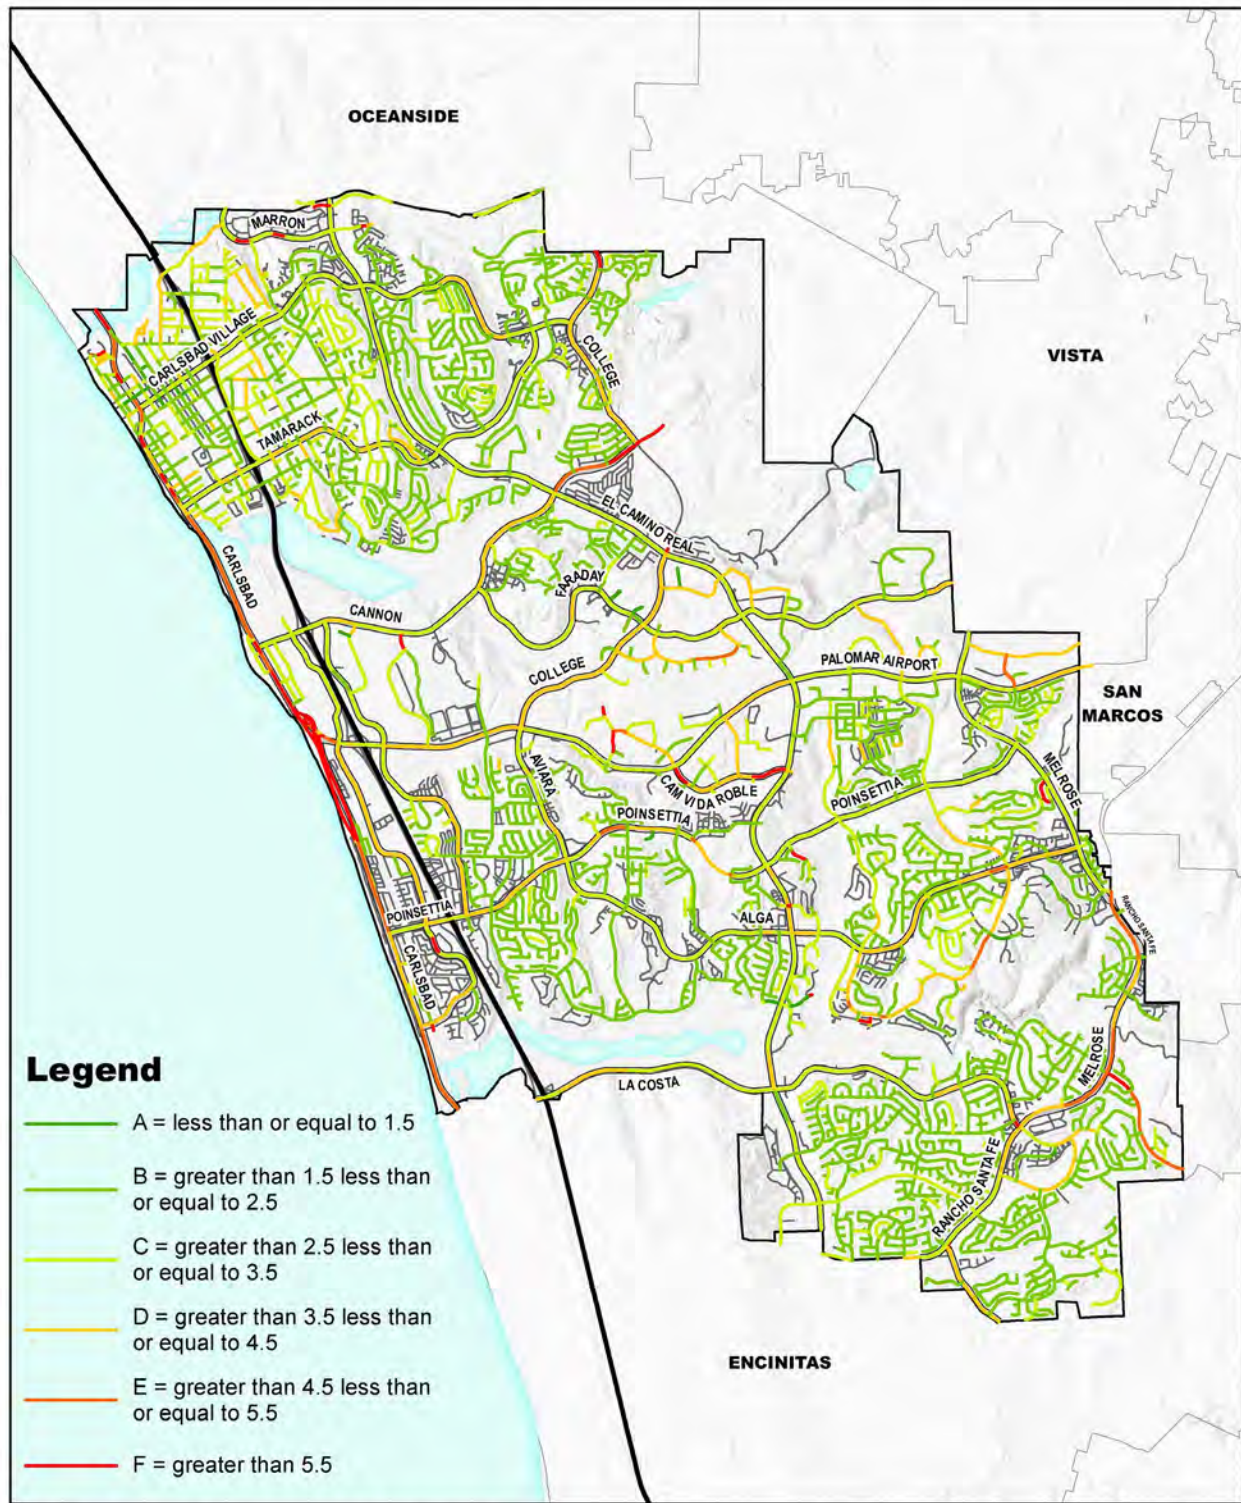 OCEANSIDE
MARRON
CARLSBAD VILLAGE
COLLEGE
VISTA
TAMARACK
EL CAMINO REAL
CARLSBAD
FARADAY
CANNON
COLLEGE
PALOMAR AIRPORT
SAN
MARCOS
AVIARA
CAM VIDA ROBLE
MELROSE
POINSETTIA
POINSETTIA
POINSETTIA
ALGA
RANCHO SANTA FE
CARLSBAD
MELROSE
LA COSTA
RANCHO SANTA FE
ENCINITAS
Legend
A = less than or equal to 1.5
B = greater than 1.5 less than
or equal to 2.5
C = greater than 2.5 less than
or equal to 3.5
D = greater than 3.5 less than
or equal to 4.5
E = greater than 4.5 less than
or equal to 5.5
F = greater than 5.5